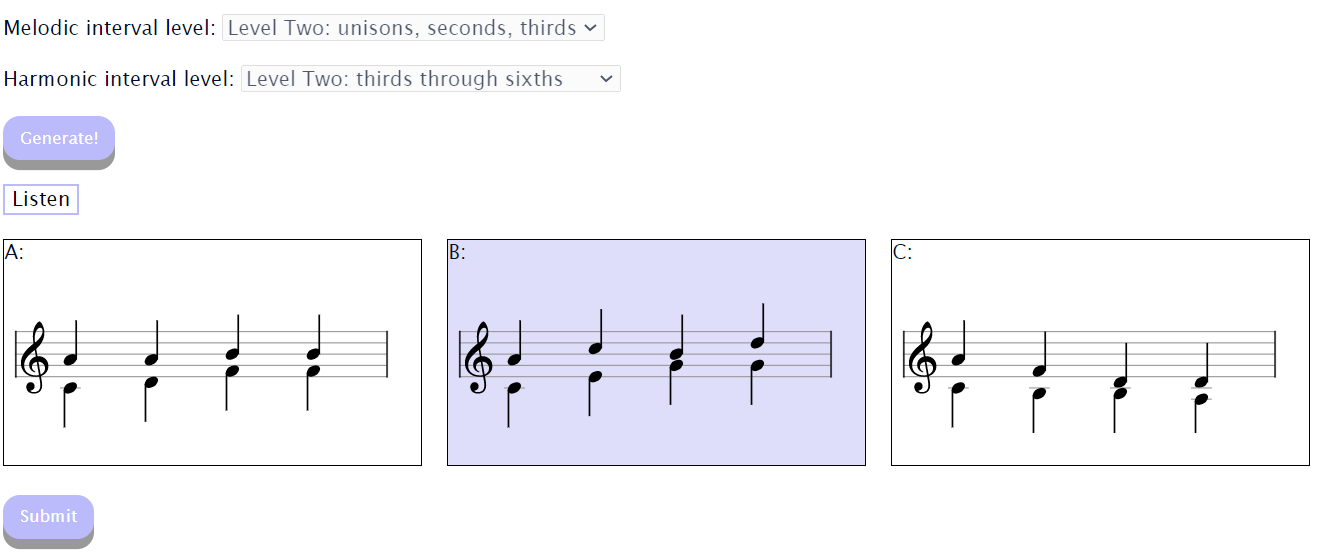 Melodic interval level: Level Two: unisons, seconds, thirds
Harmonic interval level: Level Two: thirds through sixths
Generate!
Listen
A:
B:
C:
Submit